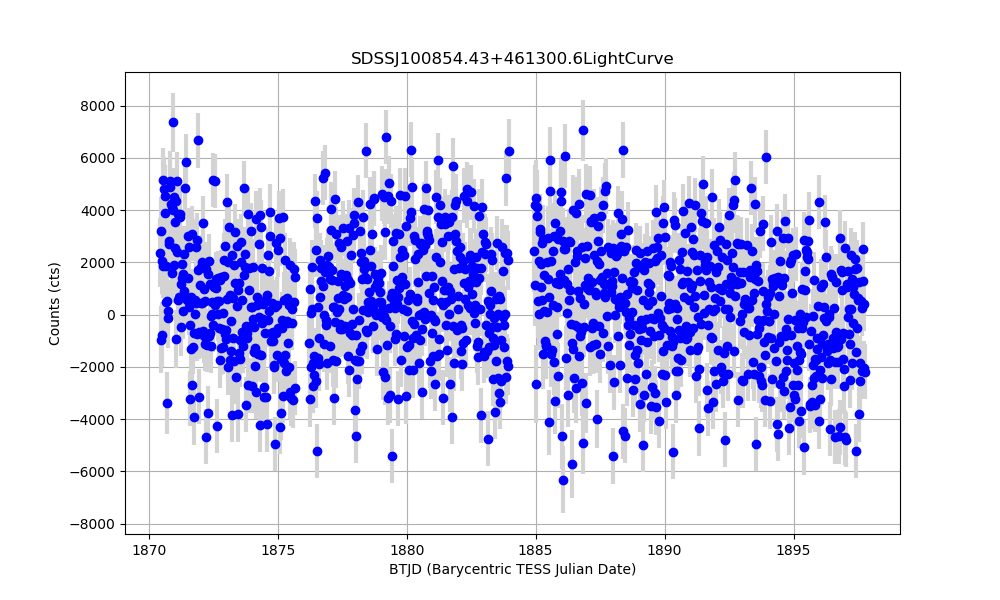 SDSSJ100854.43+461300.6LightCurve
8000
6000
4000
2000
0
−2000
−4000
−6000
−8000
Counts (cts)
1870 1875 1880 1885 1890 1895
BTJD (Barycentric TESS Julian Date)